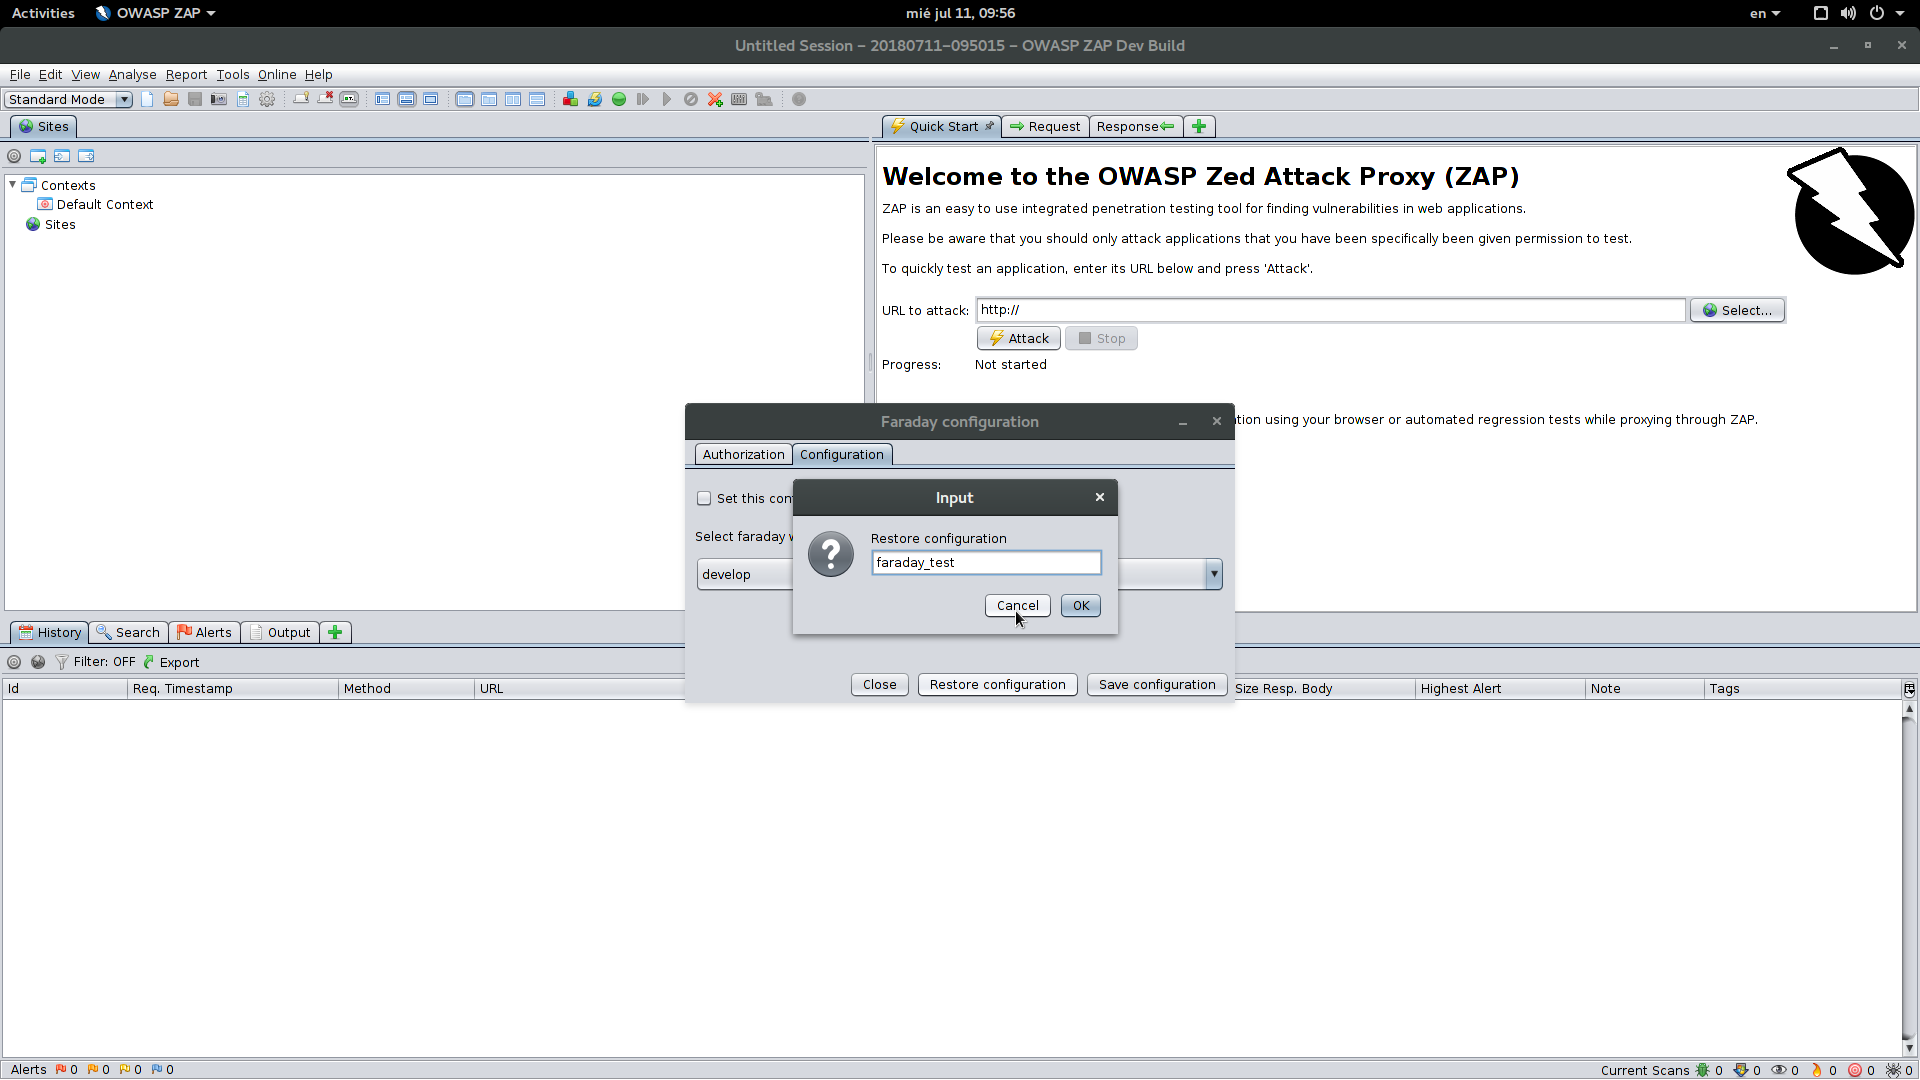 Activities OWASP ZAP mié jul 11, 09:56 en
Untitled Session – 20180711–095015 – OWASP ZAP Dev Build
File Edit View Analyse Report Tools Online Help
Standard Mode
Sites
Quick Start Request Response
Contexts
Default Context
Sites
Welcome to the OWASP Zed Attack Proxy (ZAP)
ZAP is an easy to use integrated penetration testing tool for finding vulnerabilities in web applications.
Please be aware that you should only attack applications that you have been specifically been given permission to test.
To quickly test an application, enter its URL below and press 'Attack'.
URL to attack: http:// Select...
Attack Stop
Progress: Not started
tion using your browser or automated regression tests while proxying through ZAP.
Faraday configuration
Authorization Configuration
Set this con
Select faraday w
develop
Input
Restore configuration
faraday_test
Cancel OK
Close Restore configuration Save configuration
History Search Alerts Output
Filter: OFF Export
Id Req. Timestamp Method URL Size Resp. Body Highest Alert Note Tags
Alerts 0 0 0 0 Current Scans 0 0 0 0 0 0